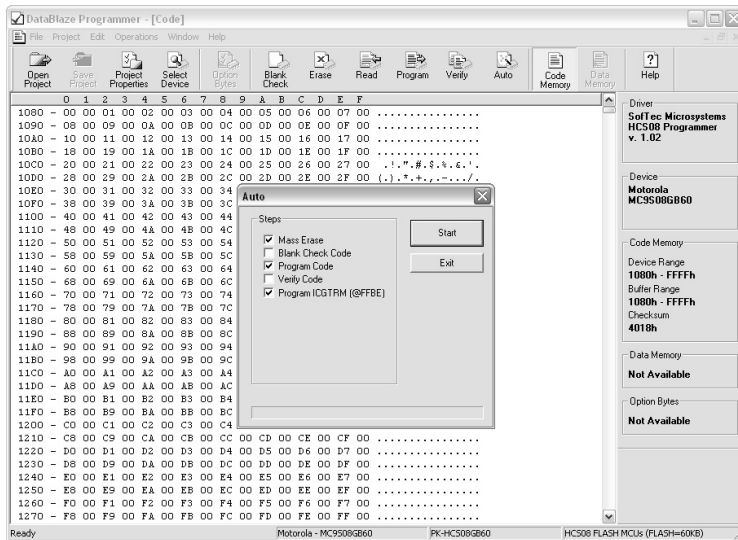 DataBlaze Programmer - [Code]
File Project Edit Operations Window Help
Open Project
Save Project
Project Properties
Select Device
Option Bytes
Blank Check
Erase
Read
Program
Verify
Auto
Code Memory
Data Memory
Help
0 1 2 3 4 5 6 7 8 9 A B C D E F
1080 - 00 00 01 00 02 00 03 00 04 00 05 00 06 00 07 00 ................
1090 - 08 00 09 00 0A 00 0B 00 0C 00 0D 00 0E 00 0F 00 ................
10A0 - 10 00 11 00 12 00 13 00 14 00 15 00 16 00 17 00 ................
10B0 - 18 00 19 00 1A 00 1B 00 1C 00 1D 00 1E 00 1F 00 ................
10C0 - 20 00 21 00 22 00 23 00 24 00 25 00 26 00 27 00 .!.".#.$.%.&.'.
10D0 - 28 00 29 00 2A 00 2B 00 2C 00 2D 00 2E 00 2F 00 (.).*.+.,.-.../.
10E0 - 30 00 31 00 32 00 33 00 34
10F0 - 38 00 39 00 3A 00 3B 00 3C
1100 - 40 00 41 00 42 00 43 00 44
1110 - 48 00 49 00 4A 00 4B 00 4C
1120 - 50 00 51 00 52 00 53 00 54
1130 - 58 00 59 00 5A 00 5B 00 5C
1140 - 60 00 61 00 62 00 63 00 64
1150 - 68 00 69 00 6A 00 6B 00 6C
1160 - 70 00 71 00 72 00 73 00 74
1170 - 78 00 79 00 7A 00 7B 00 7C
1180 - 80 00 81 00 82 00 83 00 84
1190 - 88 00 89 00 8A 00 8B 00 8C
11A0 - 90 00 91 00 92 00 93 00 94
11B0 - 98 00 99 00 9A 00 9B 00 9C
11C0 - A0 00 A1 00 A2 00 A3 00 A4
11D0 - A8 00 A9 00 AA 00 AB 00 AC
11E0 - B0 00 B1 00 B2 00 B3 00 B4
11F0 - B8 00 B9 00 BA 00 BB 00 BC
1200 - C0 00 C1 00 C2 00 C3 00 C4
1210 - C8 00 C9 00 CA 00 CB 00 CC 00 CD 00 CE 00 CF 00 ................
1220 - D0 00 D1 00 D2 00 D3 00 D4 00 D5 00 D6 00 D7 00 ................
1230 - D8 00 D9 00 DA 00 DB 00 DC 00 DD 00 DE 00 DF 00 ................
1240 - E0 00 E1 00 E2 00 E3 00 E4 00 E5 00 E6 00 E7 00 ................
1250 - E8 00 E9 00 EA 00 EB 00 EC 00 ED 00 EE 00 EF 00 ................
1260 - F0 00 F1 00 F2 00 F3 00 F4 00 F5 00 F6 00 F7 00 ................
1270 - F8 00 F9 00 FA 00 FB 00 FC 00 FD 00 FE 00 FF 00 ................
Auto
Steps
Mass Erase
Blank Check Code
Program Code
Verify Code
Program ICGTRM (@FFBE)
Start
Exit
Driver
SofTec Microsystems
HCS08 Programmer
v. 1.02
Device
Motorola
MC9S08GB60
Code Memory
Device Range
1080h - FFFFh
Buffer Range
1080h - FFFFh
Checksum
4018h
Data Memory
Not Available
Option Bytes
Not Available
Ready
Motorola - MC9S08GB60
PK-HCS08GB60
HCS08 FLASH MCUs (FLASH=60KB)